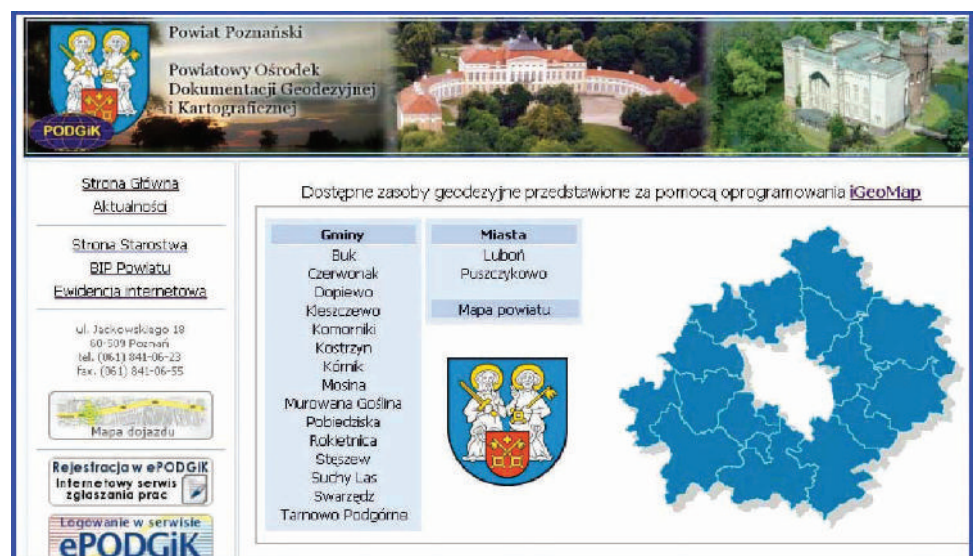 Powiat Poznański
Powiatowy Ośrodek
Dokumentacji Geodezyjnej
i Kartograficznej
PODGiK
Strona Główna
Aktualności
Strona Starostwa
BIP Powiatu
Ewidencja internetowa
ul. Jackowskiego 18
60-509 Poznań
tel. (061) 841-06-23
fax. (061) 841-06-55
Mapa dojazdu
Rejestracja w ePODGiK
Internetowy serwis
zgłaszania prac
Logowanie w serwisie
ePODGiK
Dostępne zasoby geodezyjne przedstawione za pomocą oprogramowania iGeoMap
Gminy
Buk
Czerwonak
Dopiewo
Kleszczewo
Komorniki
Kostrzyn
Kórnik
Mosina
Murowana Goślina
Pobiedziska
Rokietnica
Stęszew
Suchy Las
Swarzędz
Tarnowo Podgórne
Miasta
Luboń
Puszczykowo
Mapa powiatu